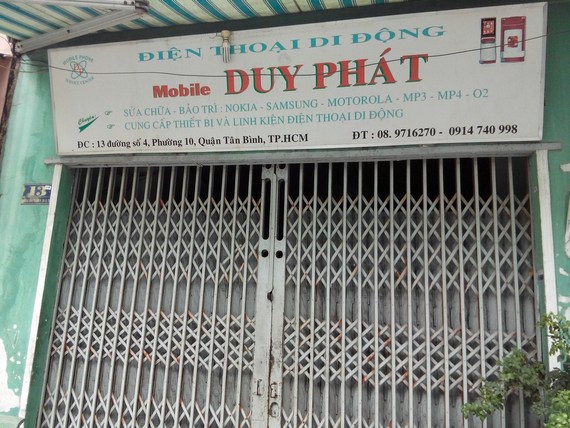 ĐIỆN THOẠI DI ĐỘNG
Mobile DUY PHÁT
SỬA CHỮA - BẢO TRÌ : NOKIA - SAMSUNG - MOTOROLA - MP3 - MP4 - O2
CUNG CẤP THIẾT BỊ VÀ LINH KIỆN ĐIỆN THOẠI DI ĐỘNG
ĐC : 13 đường số 4, Phường 10, Quận Tân Bình, TP.HCM ĐT : 08. 9716270 - 0914 740 998
13